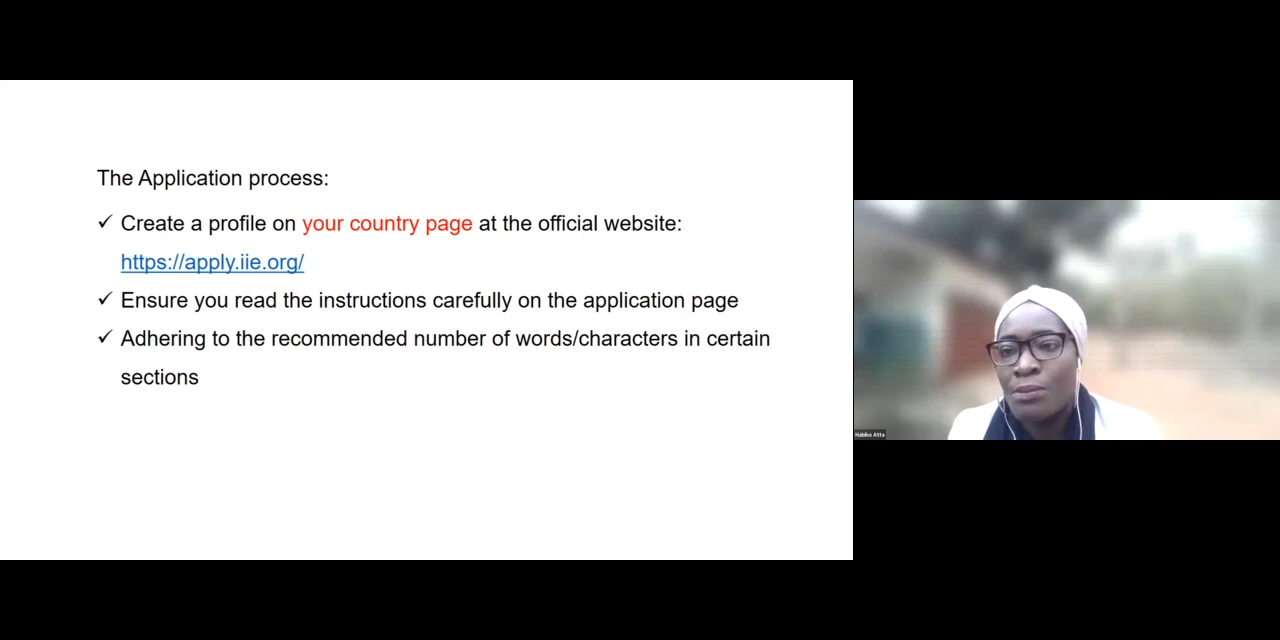 The Application process:
✓ Create a profile on your country page at the official website:
https://apply.iie.org/
✓ Ensure you read the instructions carefully on the application page
✓ Adhering to the recommended number of words/characters in certain
sections
Habiba Atta